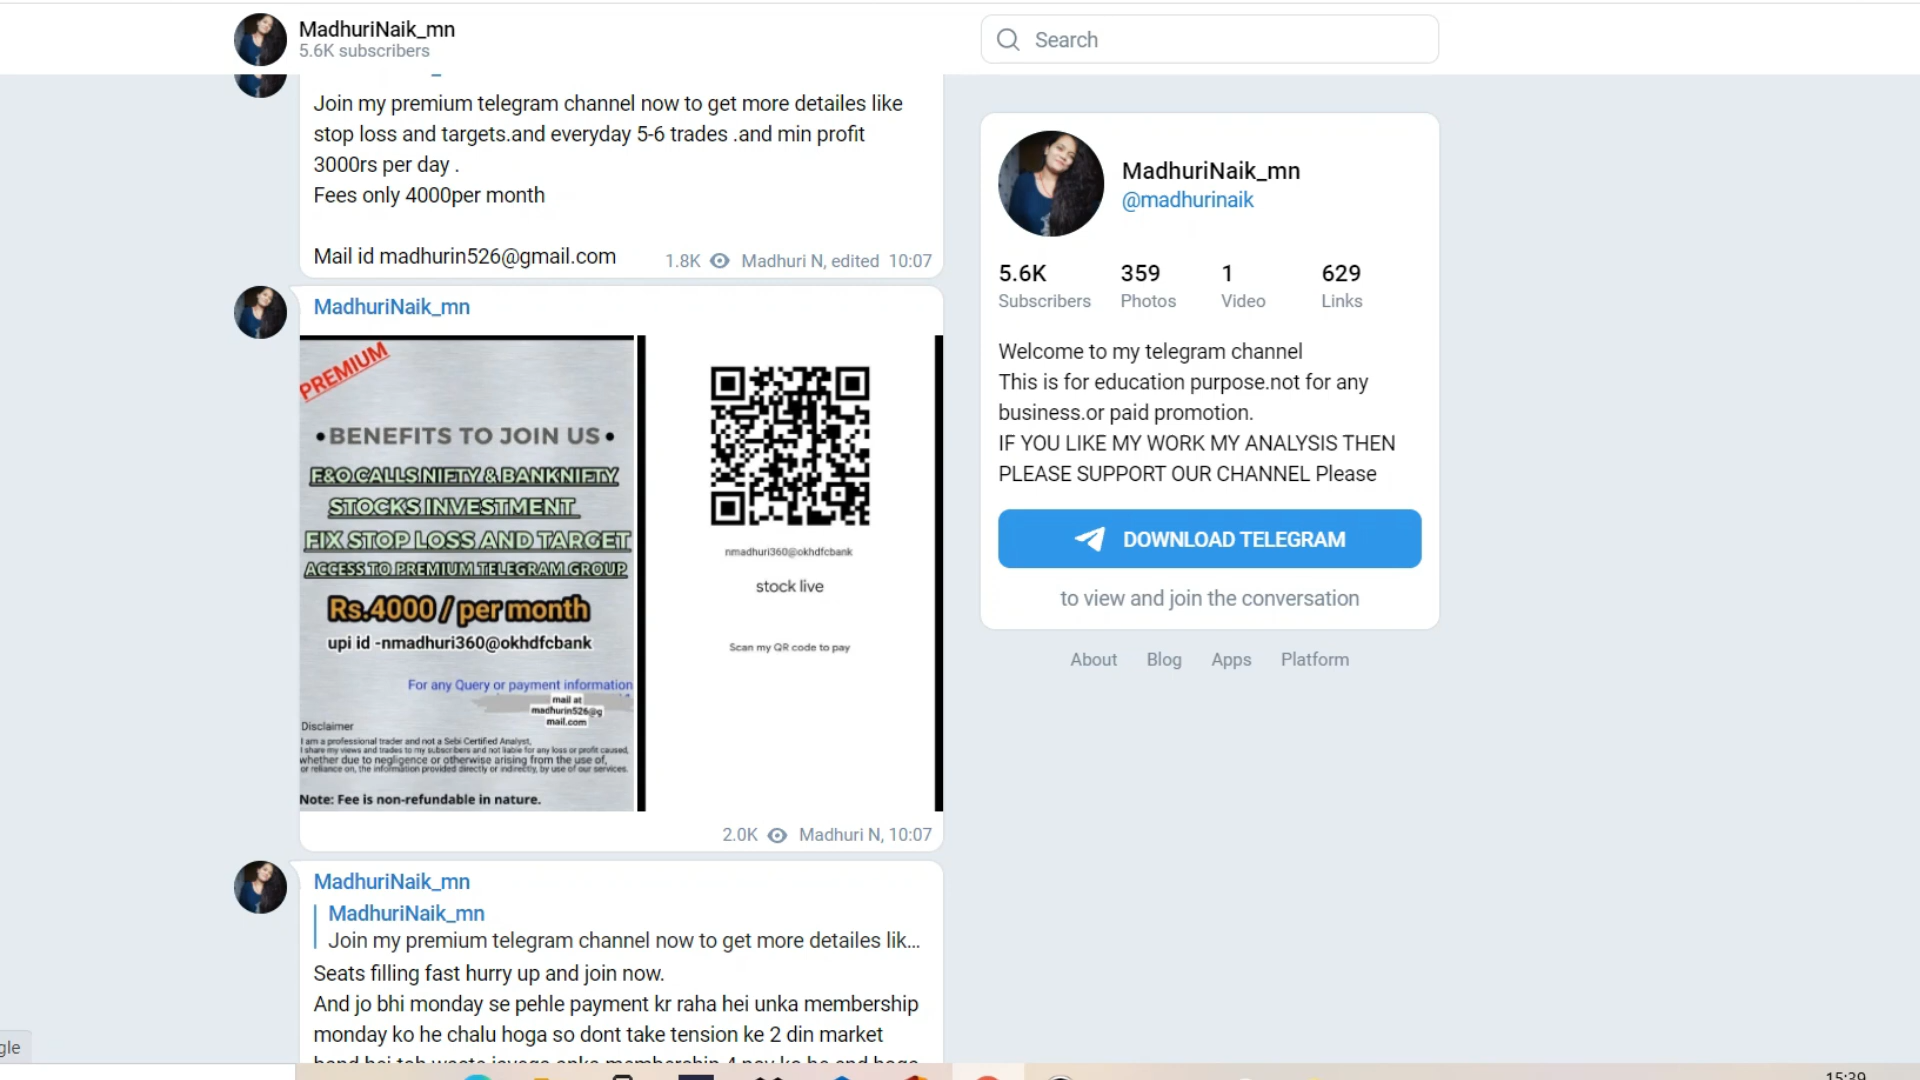 MadhuriNaik_mn
5.6K subscribers
Search
Join my premium telegram channel now to get more detailes like
stop loss and targets.and everyday 5-6 trades .and min profit
3000rs per day .
Fees only 4000per month
Mail id madhurin526@gmail.com
1.8K Madhuri N, edited 10:07
MadhuriNaik_mn
PREMIUM
•BENEFITS TO JOIN US•
F&O CALLS NIFTY & BANKNIFTY
STOCKS INVESTMENT
FIX STOP LOSS AND TARGET
ACCESS TO PREMIUM TELEGRAM GROUP
Rs.4000 / per month
upi id -nmadhuri360@okhdfcbank
For any Query or payment information
mail at
madhurin526@g
mail.com
Disclaimer
I am a professional trader and not a Sebi Certified Analyst,
I share my views and trades to my subscribers and not liable for any loss or profit caused,
whether due to negligence or otherwise arising from the use of,
or reliance on, the information provided directly or indirectly, by use of our services.
Note: Fee is non-refundable in nature.
nmadhuri360@okhdfcbank
stock live
Scan my QR code to pay
2.0K Madhuri N, 10:07
MadhuriNaik_mn
MadhuriNaik_mn
Join my premium telegram channel now to get more detailes lik...
Seats filling fast hurry up and join now.
And jo bhi monday se pehle payment kr raha hei unka membership
monday ko he chalu hoga so dont take tension ke 2 din market
MadhuriNaik_mn
@madhurinaik
5.6K 359 1 629
Subscribers Photos Video Links
Welcome to my telegram channel
This is for education purpose.not for any
business.or paid promotion.
IF YOU LIKE MY WORK MY ANALYSIS THEN
PLEASE SUPPORT OUR CHANNEL Please
DOWNLOAD TELEGRAM
to view and join the conversation
About Blog Apps Platform
gle
15:39